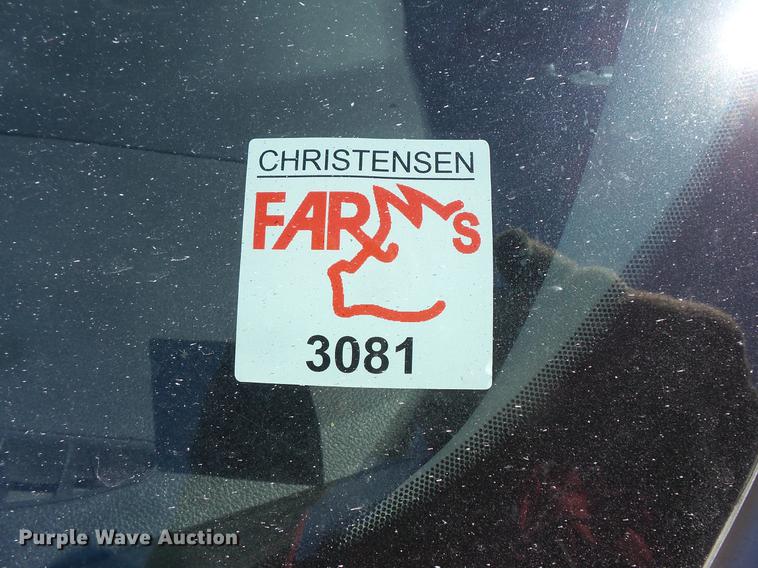 CHRISTENSEN
FARMS
3081
Purple Wave Auction